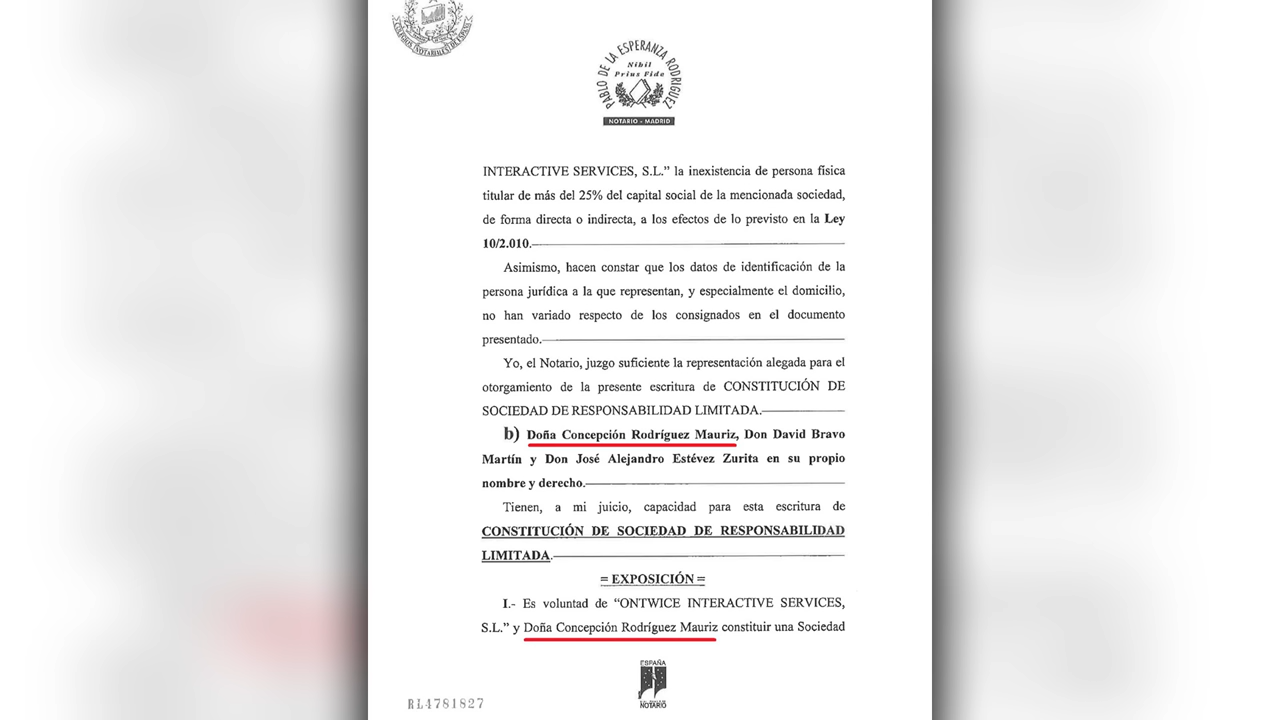 COLEGIOS NOTARIALES DE ESPAÑA
PABLO DE LA ESPERANZA RODRIGUEZ
Nihil
Prius Fide
NOTARIO - MADRID
INTERACTIVE SERVICES, S.L.” la inexistencia de persona física
titular de más del 25% del capital social de la mencionada sociedad,
de forma directa o indirecta, a los efectos de lo previsto en la Ley
10/2.010.
Asimismo, hacen constar que los datos de identificación de la
persona jurídica a la que representan, y especialmente el domicilio,
no han variado respecto de los consignados en el documento
presentado.
Yo, el Notario, juzgo suficiente la representación alegada para el
otorgamiento de la presente escritura de CONSTITUCIÓN DE
SOCIEDAD DE RESPONSABILIDAD LIMITADA.
b) Doña Concepción Rodríguez Mauriz, Don David Bravo
Martín y Don José Alejandro Estévez Zurita en su propio
nombre y derecho.
Tienen, a mi juicio, capacidad para esta escritura de
CONSTITUCIÓN DE SOCIEDAD DE RESPONSABILIDAD
LIMITADA.
= EXPOSICIÓN =
I.- Es voluntad de “ONTWICE INTERACTIVE SERVICES,
S.L.” y Doña Concepción Rodríguez Mauriz constituir una Sociedad
ESPAÑA
NOTARIO
RL4781827